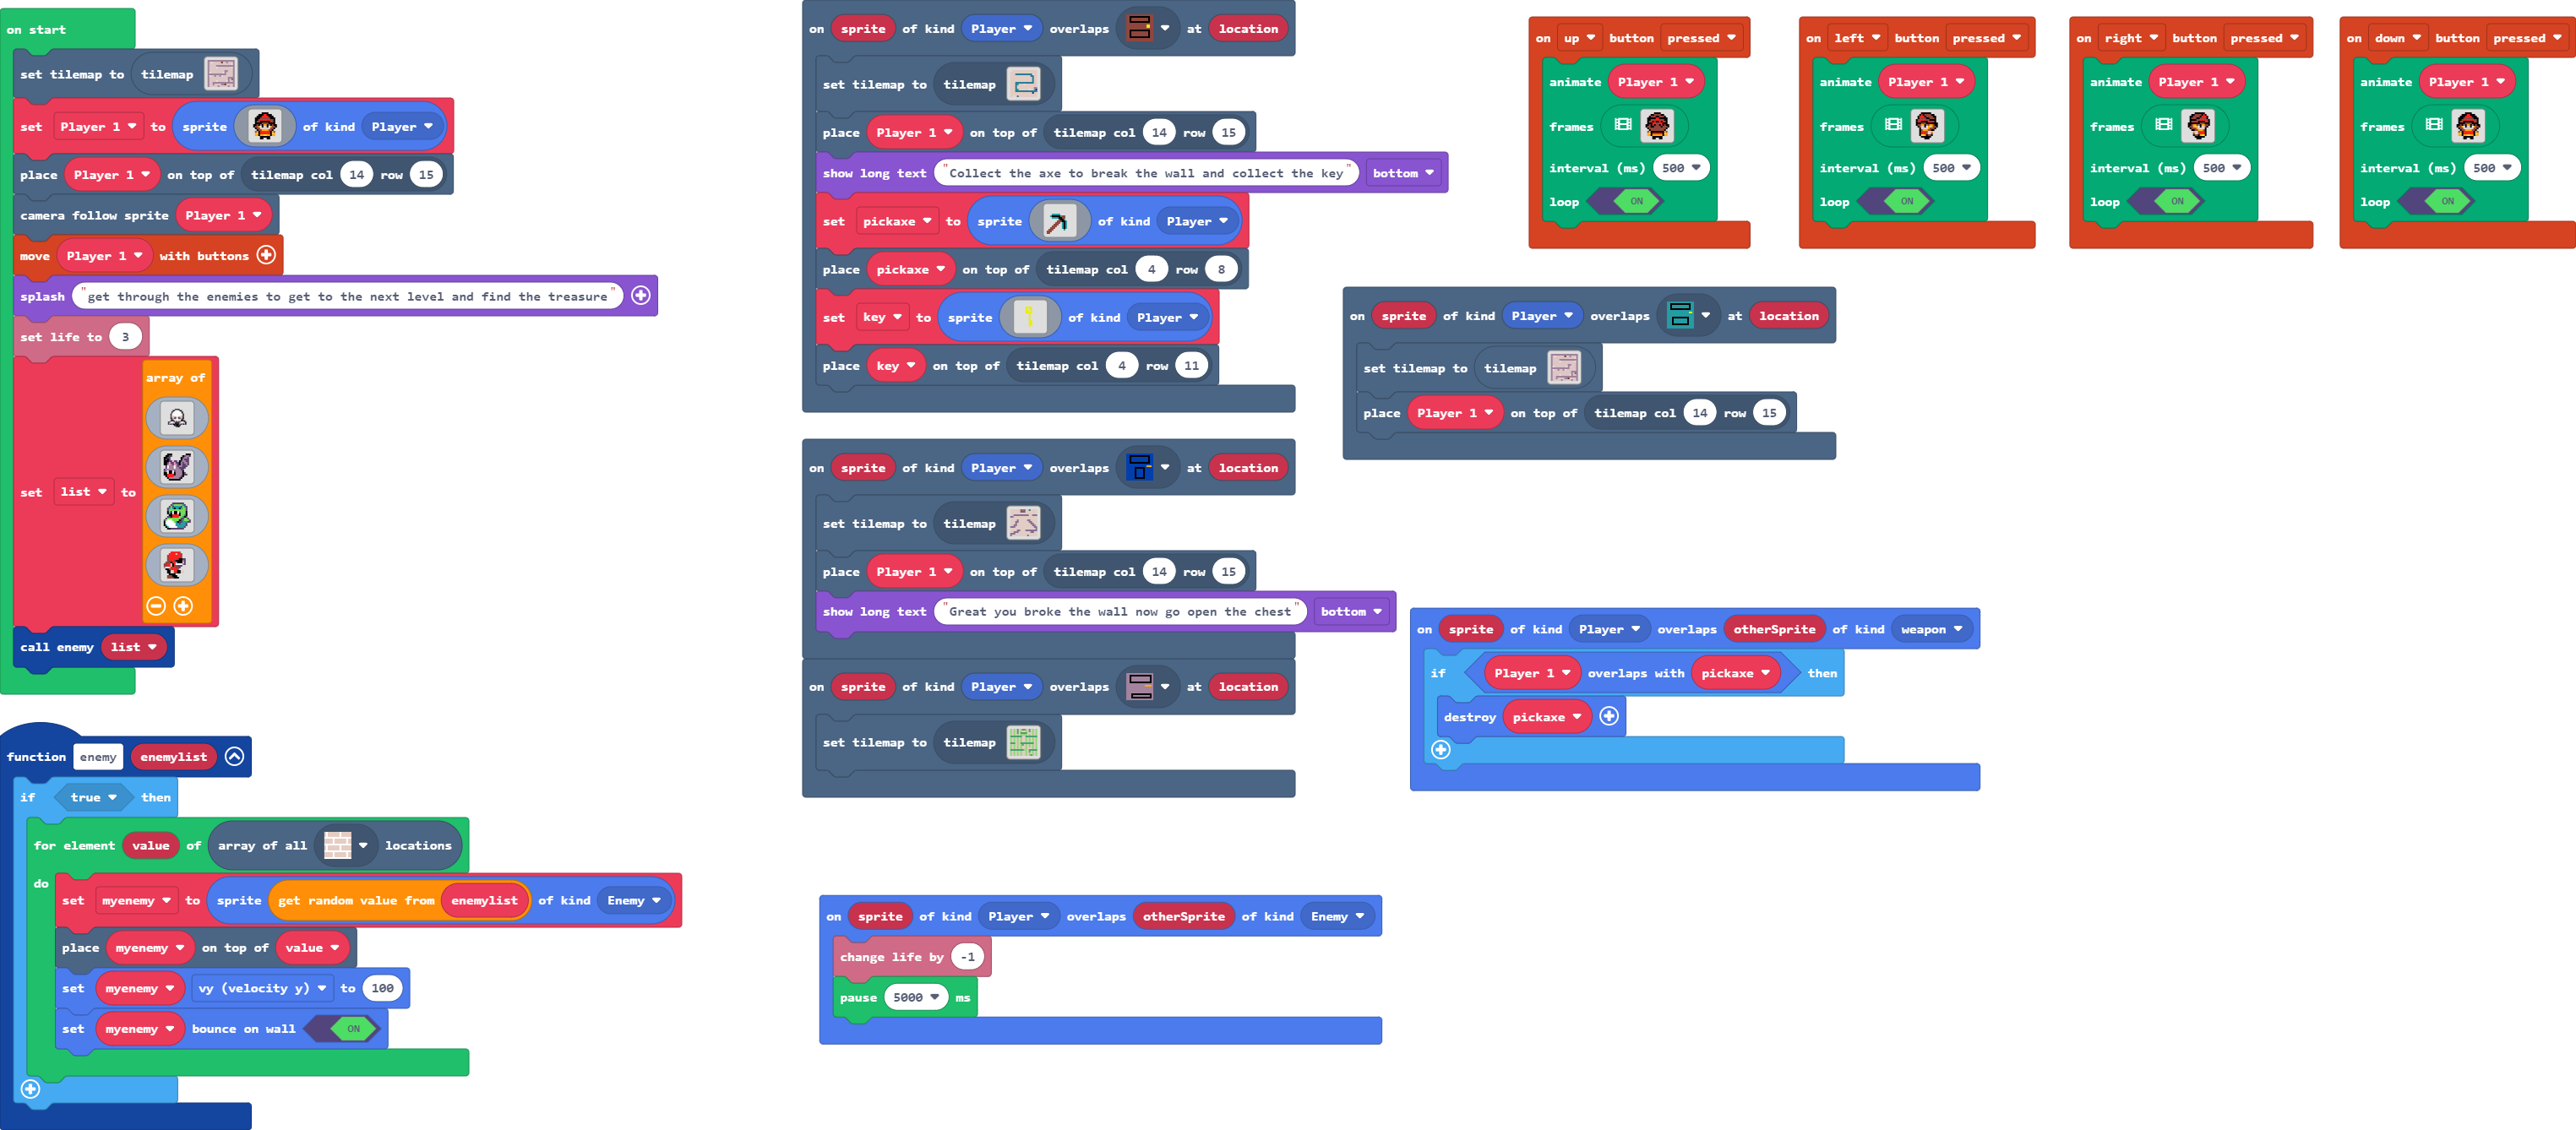 on start
set tilemap to tilemap
set Player 1 to sprite of kind Player
place Player 1 on top of tilemap col 14 row 15
camera follow sprite Player 1
move Player 1 with buttons
splash "get through the enemies to get to the next level and find the treasure"
set life to 3
set list to array of
call enemy list
function enemy enemylist
if true then
for element value of array of all locations
do
set myenemy to sprite get random value from enemylist of kind Enemy
place myenemy on top of value
set myenemy vy (velocity y) to 100
set myenemy bounce on wall ON
on sprite of kind Player overlaps at location
set tilemap to tilemap
place Player 1 on top of tilemap col 14 row 15
show long text "Collect the axe to break the wall and collect the key" bottom
set pickaxe to sprite of kind Player
place pickaxe on top of tilemap col 4 row 8
set key to sprite of kind Player
place key on top of tilemap col 4 row 11
on sprite of kind Player overlaps at location
set tilemap to tilemap
place Player 1 on top of tilemap col 14 row 15
show long text "Great you broke the wall now go open the chest" bottom
on sprite of kind Player overlaps at location
set tilemap to tilemap
on sprite of kind Player overlaps otherSprite of kind Enemy
change life by -1
pause 5000 ms
on up button pressed
animate Player 1
frames
interval (ms) 500
loop ON
on left button pressed
animate Player 1
frames
interval (ms) 500
loop ON
on right button pressed
animate Player 1
frames
interval (ms) 500
loop ON
on down button pressed
animate Player 1
frames
interval (ms) 500
loop ON
on sprite of kind Player overlaps at location
set tilemap to tilemap
place Player 1 on top of tilemap col 14 row 15
on sprite of kind Player overlaps otherSprite of kind weapon
if Player 1 overlaps with pickaxe then
destroy pickaxe